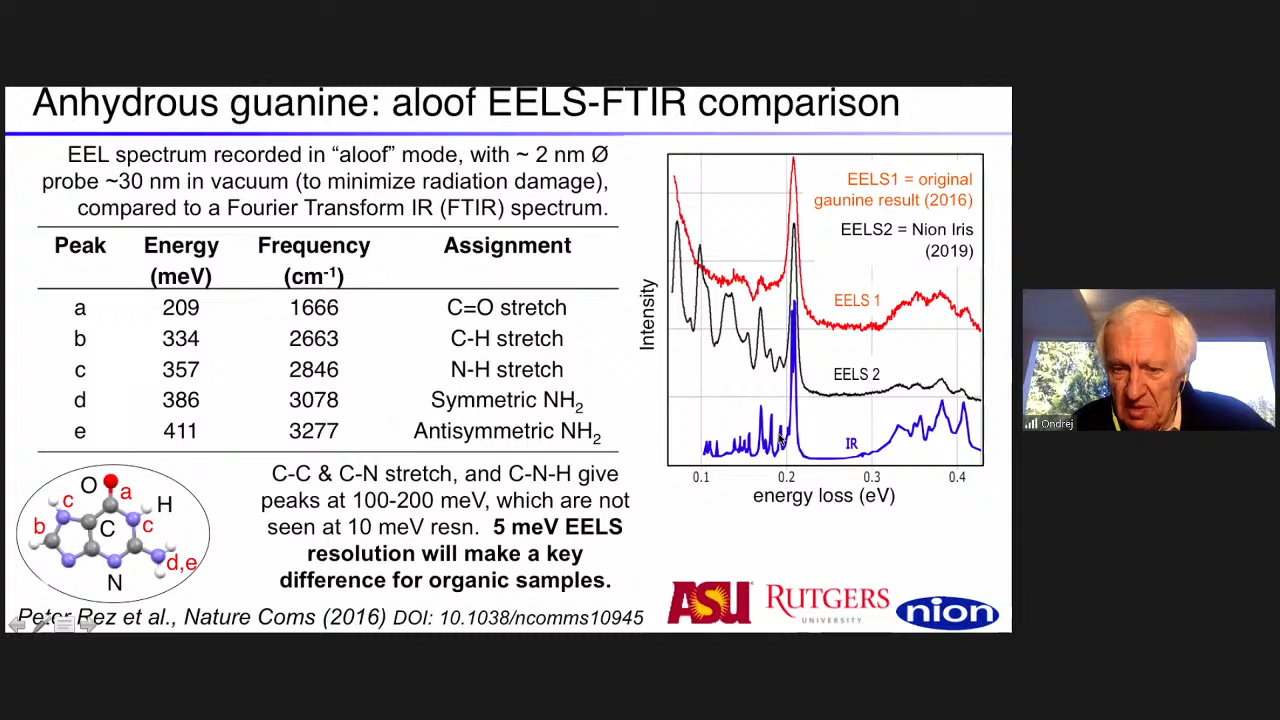 Anhydrous guanine: aloof EELS-FTIR comparison
EEL spectrum recorded in “aloof” mode, with ~ 2 nm Ø
probe ~30 nm in vacuum (to minimize radiation damage),
compared to a Fourier Transform IR (FTIR) spectrum.
Peak Energy (meV) Frequency (cm-1) Assignment
a 209 1666 C=O stretch
b 334 2663 C-H stretch
c 357 2846 N-H stretch
d 386 3078 Symmetric NH2
e 411 3277 Antisymmetric NH2
O a
c H
b C c
d,e
N
C-C & C-N stretch, and C-N-H give
peaks at 100-200 meV, which are not
seen at 10 meV resn. 5 meV EELS
resolution will make a key
difference for organic samples.
Peter Rez et al., Nature Coms (2016) DOI: 10.1038/ncomms10945
EELS1 = original
gaunine result (2016)
EELS2 = Nion Iris
(2019)
Intensity
EELS 1
EELS 2
IR
0.1 0.2 0.3 0.4
energy loss (eV)
ASU
RUTGERS
UNIVERSITY
nion
Ondrej